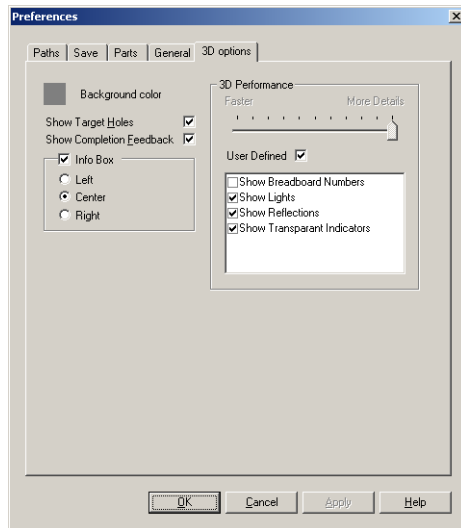 Preferences
Paths Save Parts General 3D options
Background color
Show Target Holes
Show Completion Feedback
Info Box
Left
Center
Right
3D Performance
Faster More Details
User Defined
Show Breadboard Numbers
Show Lights
Show Reflections
Show Transparant Indicators
OK Cancel Apply Help